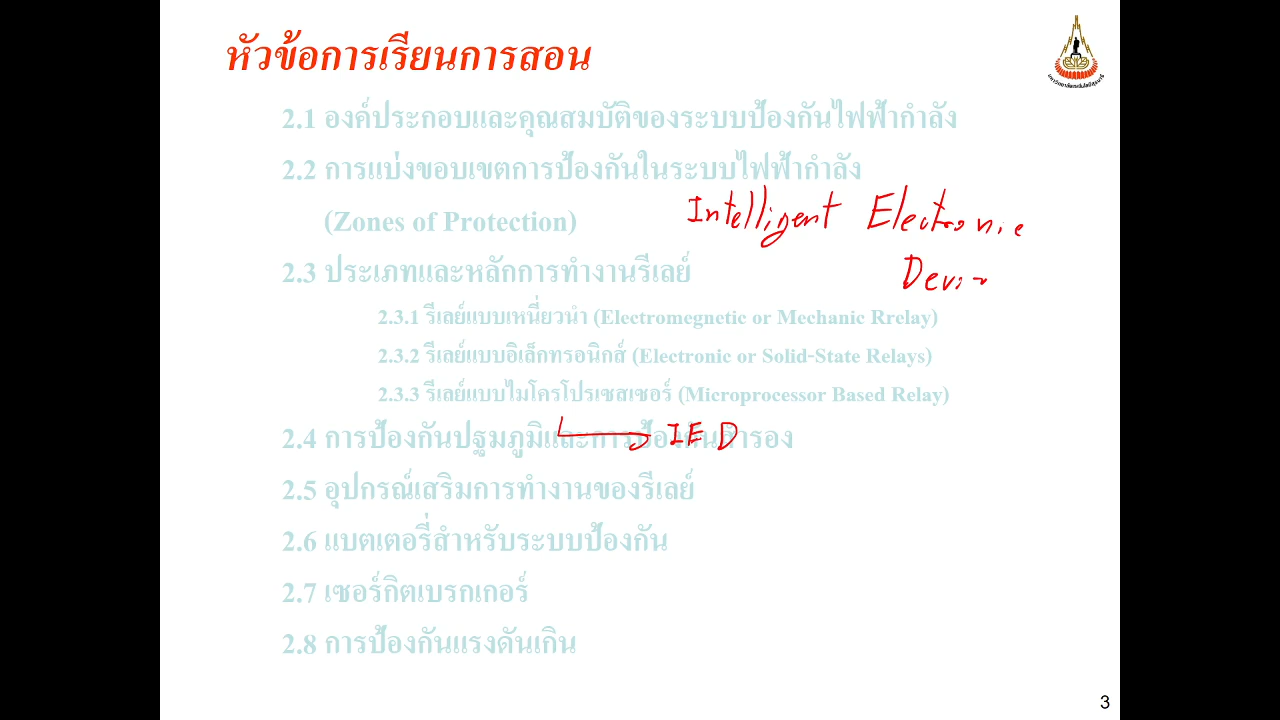 หัวข้อการเรียนการสอน
2.1 องค์ประกอบและคุณสมบัติของระบบป้องกันไฟฟ้ากำลัง
2.2 การแบ่งขอบเขตการป้องกันในระบบไฟฟ้ากำลัง
(Zones of Protection)
Intelligent Electronic
2.3 ประเภทและหลักการทำงานรีเลย์
2.3.1 รีเลย์แบบเหนี่ยวนำ (Electromegnetic or Mechanic Rrelay)
2.3.2 รีเลย์แบบอิเล็กทรอนิกส์ (Electronic or Solid-State Relays)
2.3.3 รีเลย์แบบไมโครโปรเซสเซอร์ (Microprocessor Based Relay)
2.4 การป้องกันปฐมภูมิและการป้องกันสำรอง
IED
2.5 อุปกรณ์เสริมการทำงานของรีเลย์
2.6 แบตเตอรี่สำหรับระบบป้องกัน
2.7 เซอร์กิตเบรกเกอร์
2.8 การป้องกันแรงดันเกิน
3